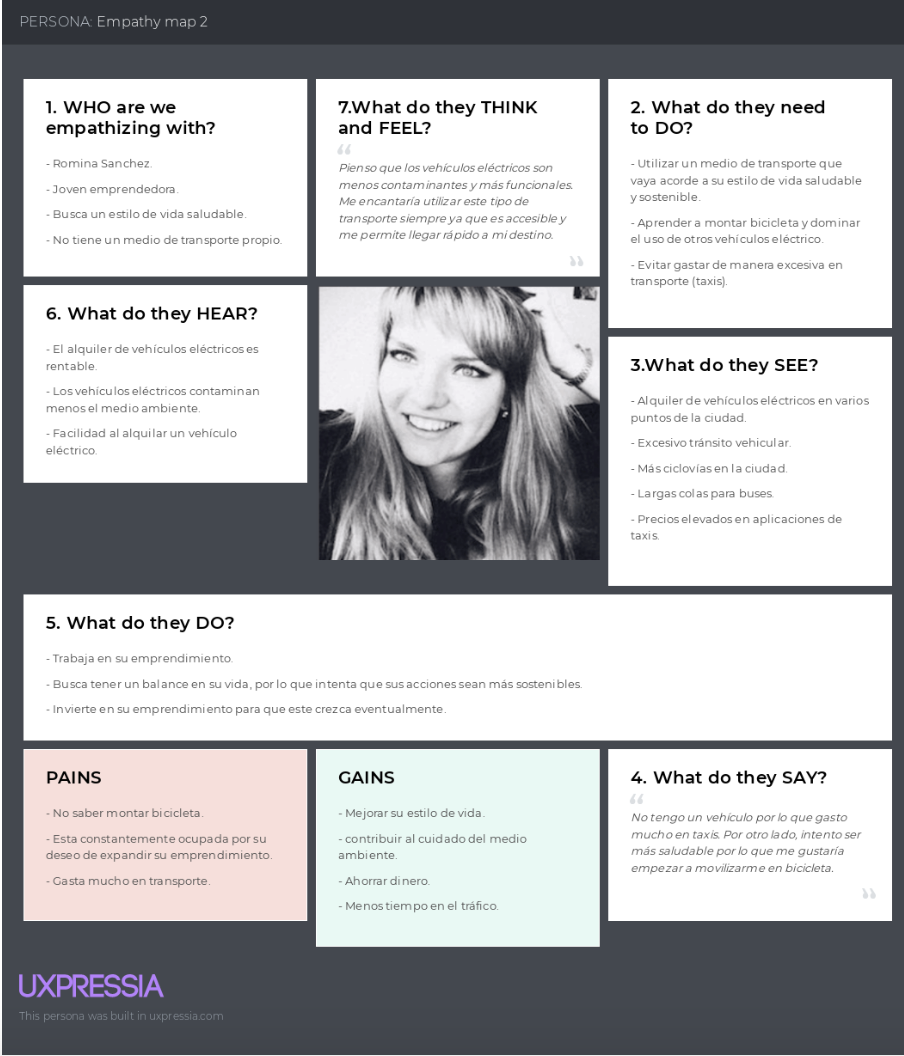 PERSONA: Empathy map 2
1. WHO are we
empathizing with?
- Romina Sanchez.
- Joven emprendedora.
- Busca un estilo de vida saludable.
- No tiene un medio de transporte propio.
7.What do they THINK
and FEEL?
“
Pienso que los vehículos eléctricos son
menos contaminantes y más funcionales.
Me encantaría utilizar este tipo de
transporte siempre ya que es accesible y
me permite llegar rápido a mi destino.
”
2. What do they need
to DO?
- Utilizar un medio de transporte que
vaya acorde a su estilo de vida saludable
y sostenible.
- Aprender a montar bicicleta y dominar
el uso de otros vehículos eléctrico.
- Evitar gastar de manera excesiva en
transporte (taxis).
6. What do they HEAR?
- El alquiler de vehículos eléctricos es
rentable.
- Los vehículos eléctricos contaminan
menos el medio ambiente.
- Facilidad al alquilar un vehículo
eléctrico.
3.What do they SEE?
- Alquiler de vehículos eléctricos en varios
puntos de la ciudad.
- Excesivo tránsito vehicular.
- Más ciclovías en la ciudad.
- Largas colas para buses.
- Precios elevados en aplicaciones de
taxis.
5. What do they DO?
- Trabaja en su emprendimiento.
- Busca tener un balance en su vida, por lo que intenta que sus acciones sean más sostenibles.
- Invierte en su emprendimiento para que este crezca eventualmente.
PAINS
- No saber montar bicicleta.
- Esta constantemente ocupada por su
deseo de expandir su emprendimiento.
- Gasta mucho en transporte.
GAINS
- Mejorar su estilo de vida.
- contribuir al cuidado del medio
ambiente.
- Ahorrar dinero.
- Menos tiempo en el tráfico.
4. What do they SAY?
“
No tengo un vehículo por lo que gasto
mucho en taxis. Por otro lado, intento ser
más saludable por lo que me gustaría
empezar a movilizarme en bicicleta.
”
UXPRESSIA
This persona was built in uxpressia.com